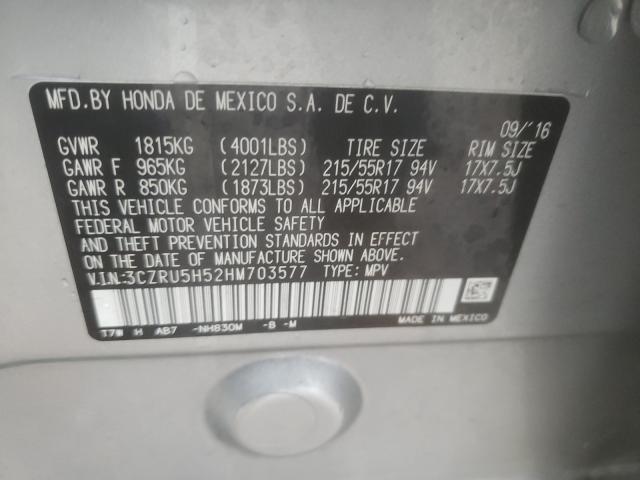 MFD. BY HONDA DE MEXICO S.A. DE C.V.
09/'16
GVWR 1815KG (4001LBS) TIRE SIZE RIM SIZE
GAWR F 965KG (2127LBS) 215/55R17 94V 17X7.5J
GAWR R 850KG (1873LBS) 215/55R17 94V 17X7.5J
THIS VEHICLE CONFORMS TO ALL APPLICABLE
FEDERAL MOTOR VEHICLE SAFETY
AND THEFT PREVENTION STANDARDS IN EFFECT
ON THE DATE OF MANUFACTURE SHOWN ABOVE.
V.I.N:3CZRU5H52HM703577 TYPE: MPV
T7W H AB7 -NH830M -B -M
MADE IN MEXICO